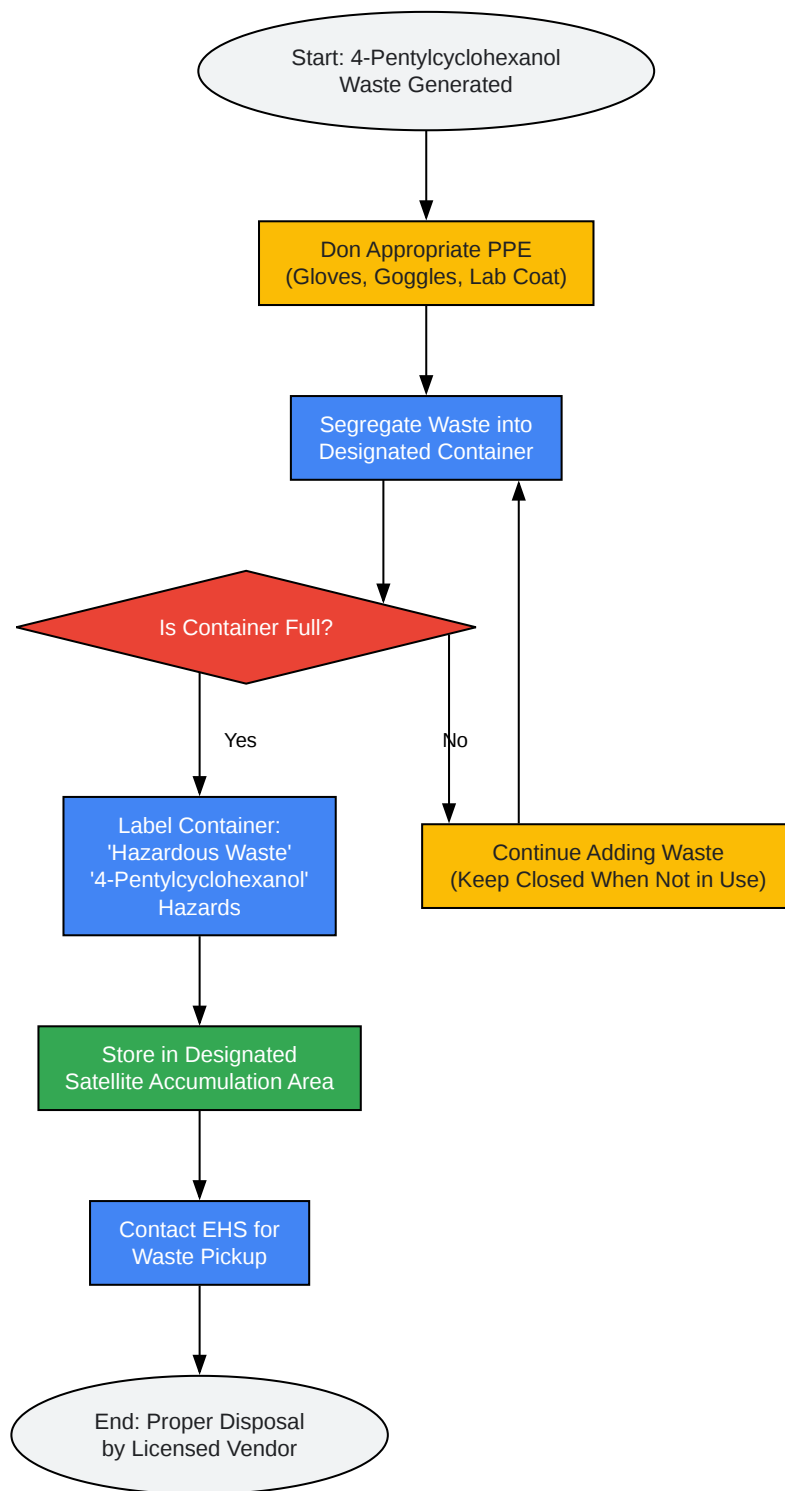 Start: 4-Pentylcyclohexanol
Waste Generated
Don Appropriate PPE
(Gloves, Goggles, Lab Coat)
Segregate Waste into
Designated Container
Is Container Full?
Yes
No
Label Container:
'Hazardous Waste'
'4-Pentylcyclohexanol'
Hazards
Continue Adding Waste
(Keep Closed When Not in Use)
Store in Designated
Satellite Accumulation Area
Contact EHS for
Waste Pickup
End: Proper Disposal
by Licensed Vendor